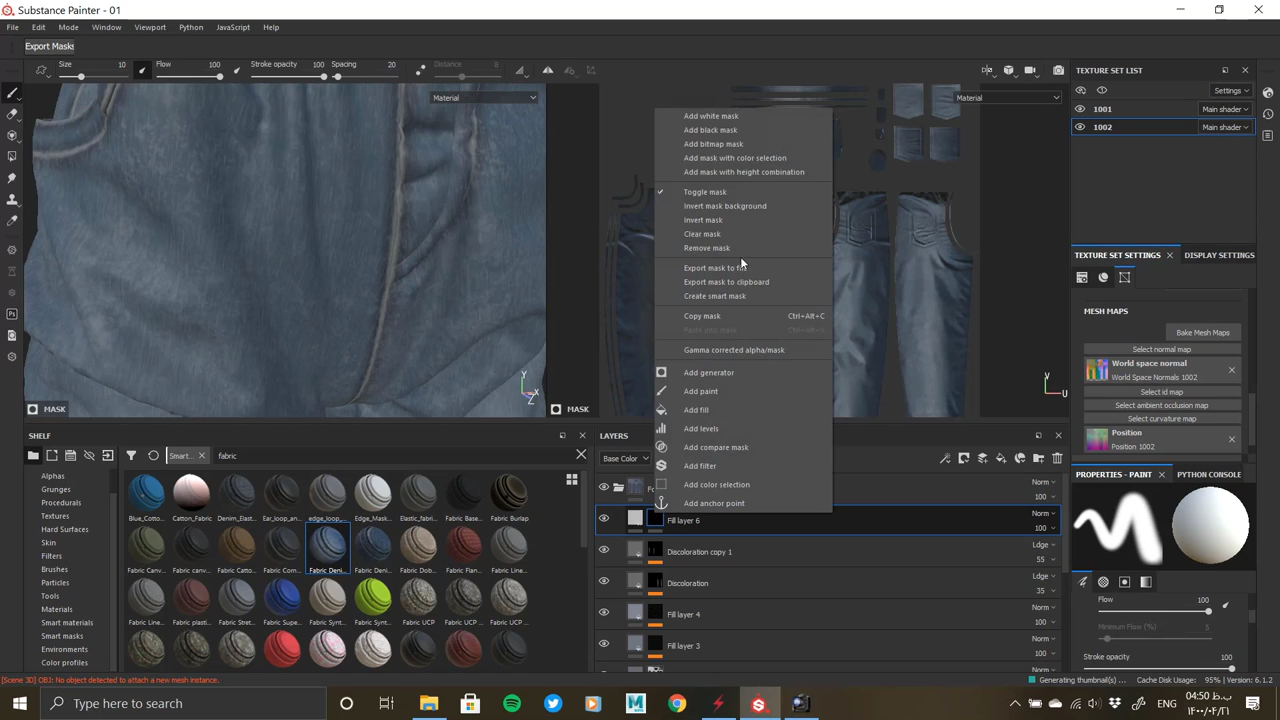 Substance Painter - 01
File Edit Mode Window Viewport Python JavaScript Help
Export Masks
Size 10 Flow 100 Stroke opacity 100 Spacing 20 Distance 8
Material
Material
Add white mask
Add black mask
Add bitmap mask
Add mask with color selection
Add mask with height combination
Toggle mask
Invert mask background
Invert mask
Clear mask
Remove mask
Export mask to
Export mask to clipboard
Create smart mask
Copy mask Ctrl+Alt+C
Gamma corrected alpha/mask
Add generator
Add paint
Add fill
Add levels
Add compare mask
Add filter
Add color selection
Add anchor point
Y
X
Z
V
U
MASK
MASK
TEXTURE SET LIST
Settings
1001 Main shader
1002 Main shader
TEXTURE SET SETTINGS DISPLAY SETTINGS
MESH MAPS
Bake Mesh Maps
Select normal map
World space normal
World Space Normals 1002
Select id map
Select ambient occlusion map
Select curvature map
Position
Position 1002
PROPERTIES - PAINT PYTHON CONSOLE
Flow 100
Minimum Flow (%) 5
Stroke opacity 100
SHELF
Smart... fabric
Alphas
Grunges
Procedurals
Textures
Hard Surfaces
Skin
Filters
Brushes
Particles
Tools
Materials
Smart materials
Smart masks
Environments
Color profiles
Blue_Cotto... Catton_Fabric Denim_Elast... Ear_loop_an... edge_loop_... Edge_Mask... Elastic_fabri... Fabric Base... Fabric Burlap
Fabric Canv... Fabric canv... Fabric Catto... Fabric Com... Fabric Deni... Fabric Deni... Fabric Dob... Fabric Flan... Fabric Line...
Fabric Line... Fabric plasti... Fabric Stret... Fabric Supe... Fabric Synt... Fabric Synt... Fabric UCP Fabric UCP ... Fabric UCP ...
LAYERS
Base Color
Norm
100
Fill layer 6 Norm
100
Discoloration copy 1 Ldge
55
Discoloration Ldge
35
Fill layer 4 Norm
100
Fill layer 3 Norm
100
Norm
[Scene 3D] OBJ: No object detected to attach a new mesh instance.
Generating thumbnail(s) ... Cache Disk Usage: 95% | Version: 6.1.2
Type here to search
ENG
04:50 ب.ظ